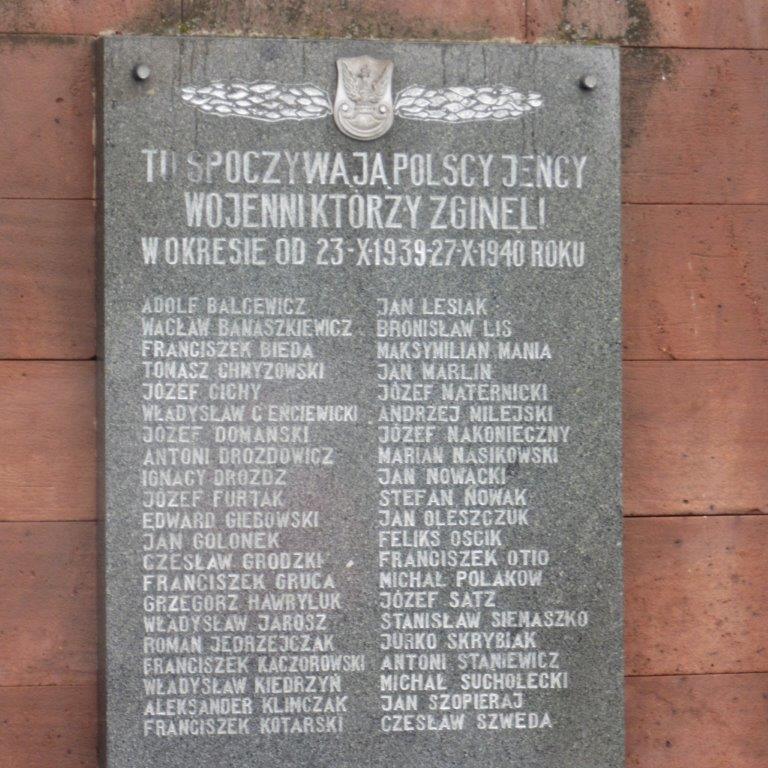 TU SPOCZYWAJĄ POLSCY JEŃCY
WOJENNI KTÓRZY ZGINĘLI
W OKRESIE OD 23-X-1939-27-X-1940 ROKU
ADOLF BALCEWICZ
WACŁAW BANASZKIEWICZ
FRANCISZEK BIEDA
TOMASZ CHMYZOWSKI
JÓZEF CICHY
WŁADYSŁAW
JÓZEF DOMAŃSKI
ANTONI DROZDOWICZ
IGNACY DROZDZ
JÓZEF FURTAK
EDWARD GIEBOWSKI
JAN GOLONEK
CZESŁAW GRODZKI
FRANCISZEK GRUCA
GRZEGORZ HAWRYLUK
WŁADYSŁAW JAROSZ
ROMAN JĘDRZEJCZAK
FRANCISZEK KACZOROWSKI
WŁADYSŁAW KIEDRZYN
ALEKSANDER KLIMCZAK
FRANCISZEK KOTARSKI
JAN LESIAK
BRONISŁAW LIS
MAKSYMILIAN MANIA
JAN MARLIN
JÓZEF MATERNICKI
ANDRZEJ MILEJSKI
JÓZEF NAKONIECZNY
MARIAN NASIKOWSKI
JAN NOWACKI
STEFAN NOWAK
JAN OLESZCZUK
FELIKS OSCIK
FRANCISZEK OTTO
MICHAŁ POLAKOW
JÓZEF SATZ
STANISŁAW SIEMASZKO
JURKO SKRYBIAK
ANTONI STANIEWICZ
MICHAŁ SUCHOLECKI
JAN SZOPIERAJ
CZESŁAW SZWEDA